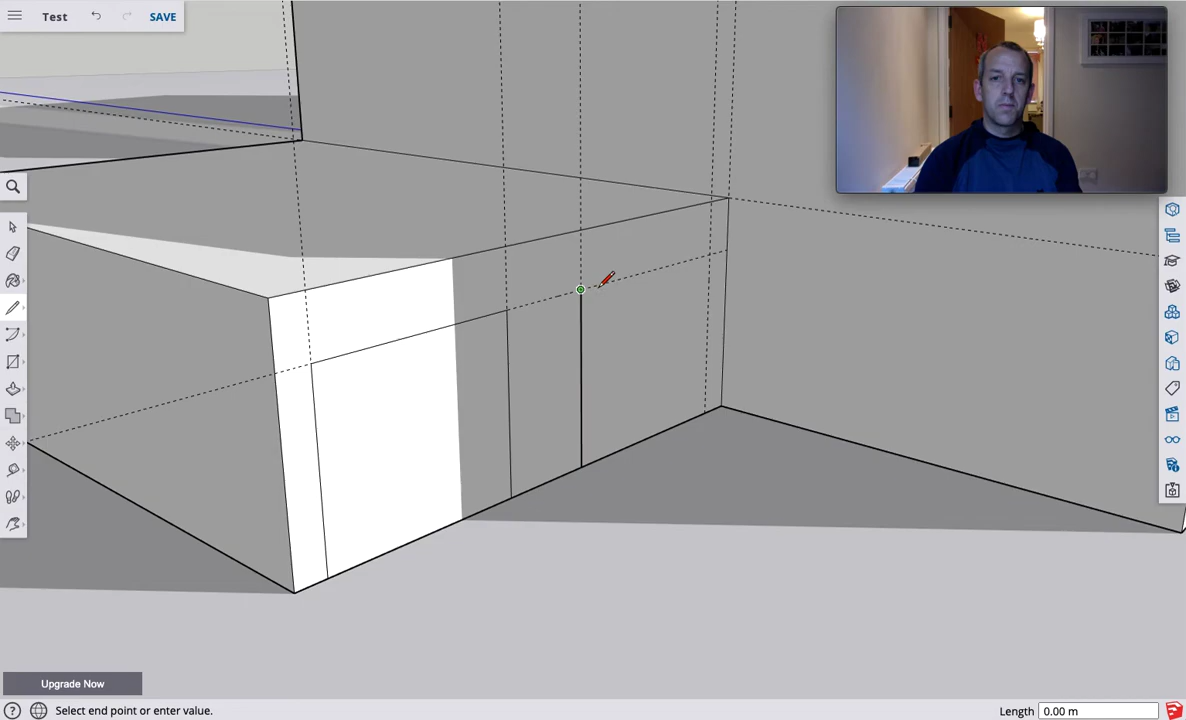 Test
SAVE
Upgrade Now
Select end point or enter value.
Length
0.00 m